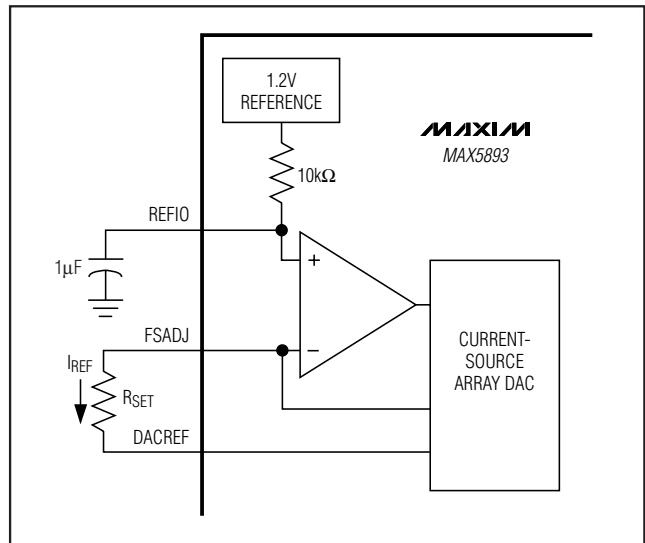 1.2V
REFERENCE
MAXIM
MAX5893
10kΩ
REFIO
1μF
+
FSADJ
−
IREF
RSET
DACREF
CURRENT-
SOURCE
ARRAY DAC